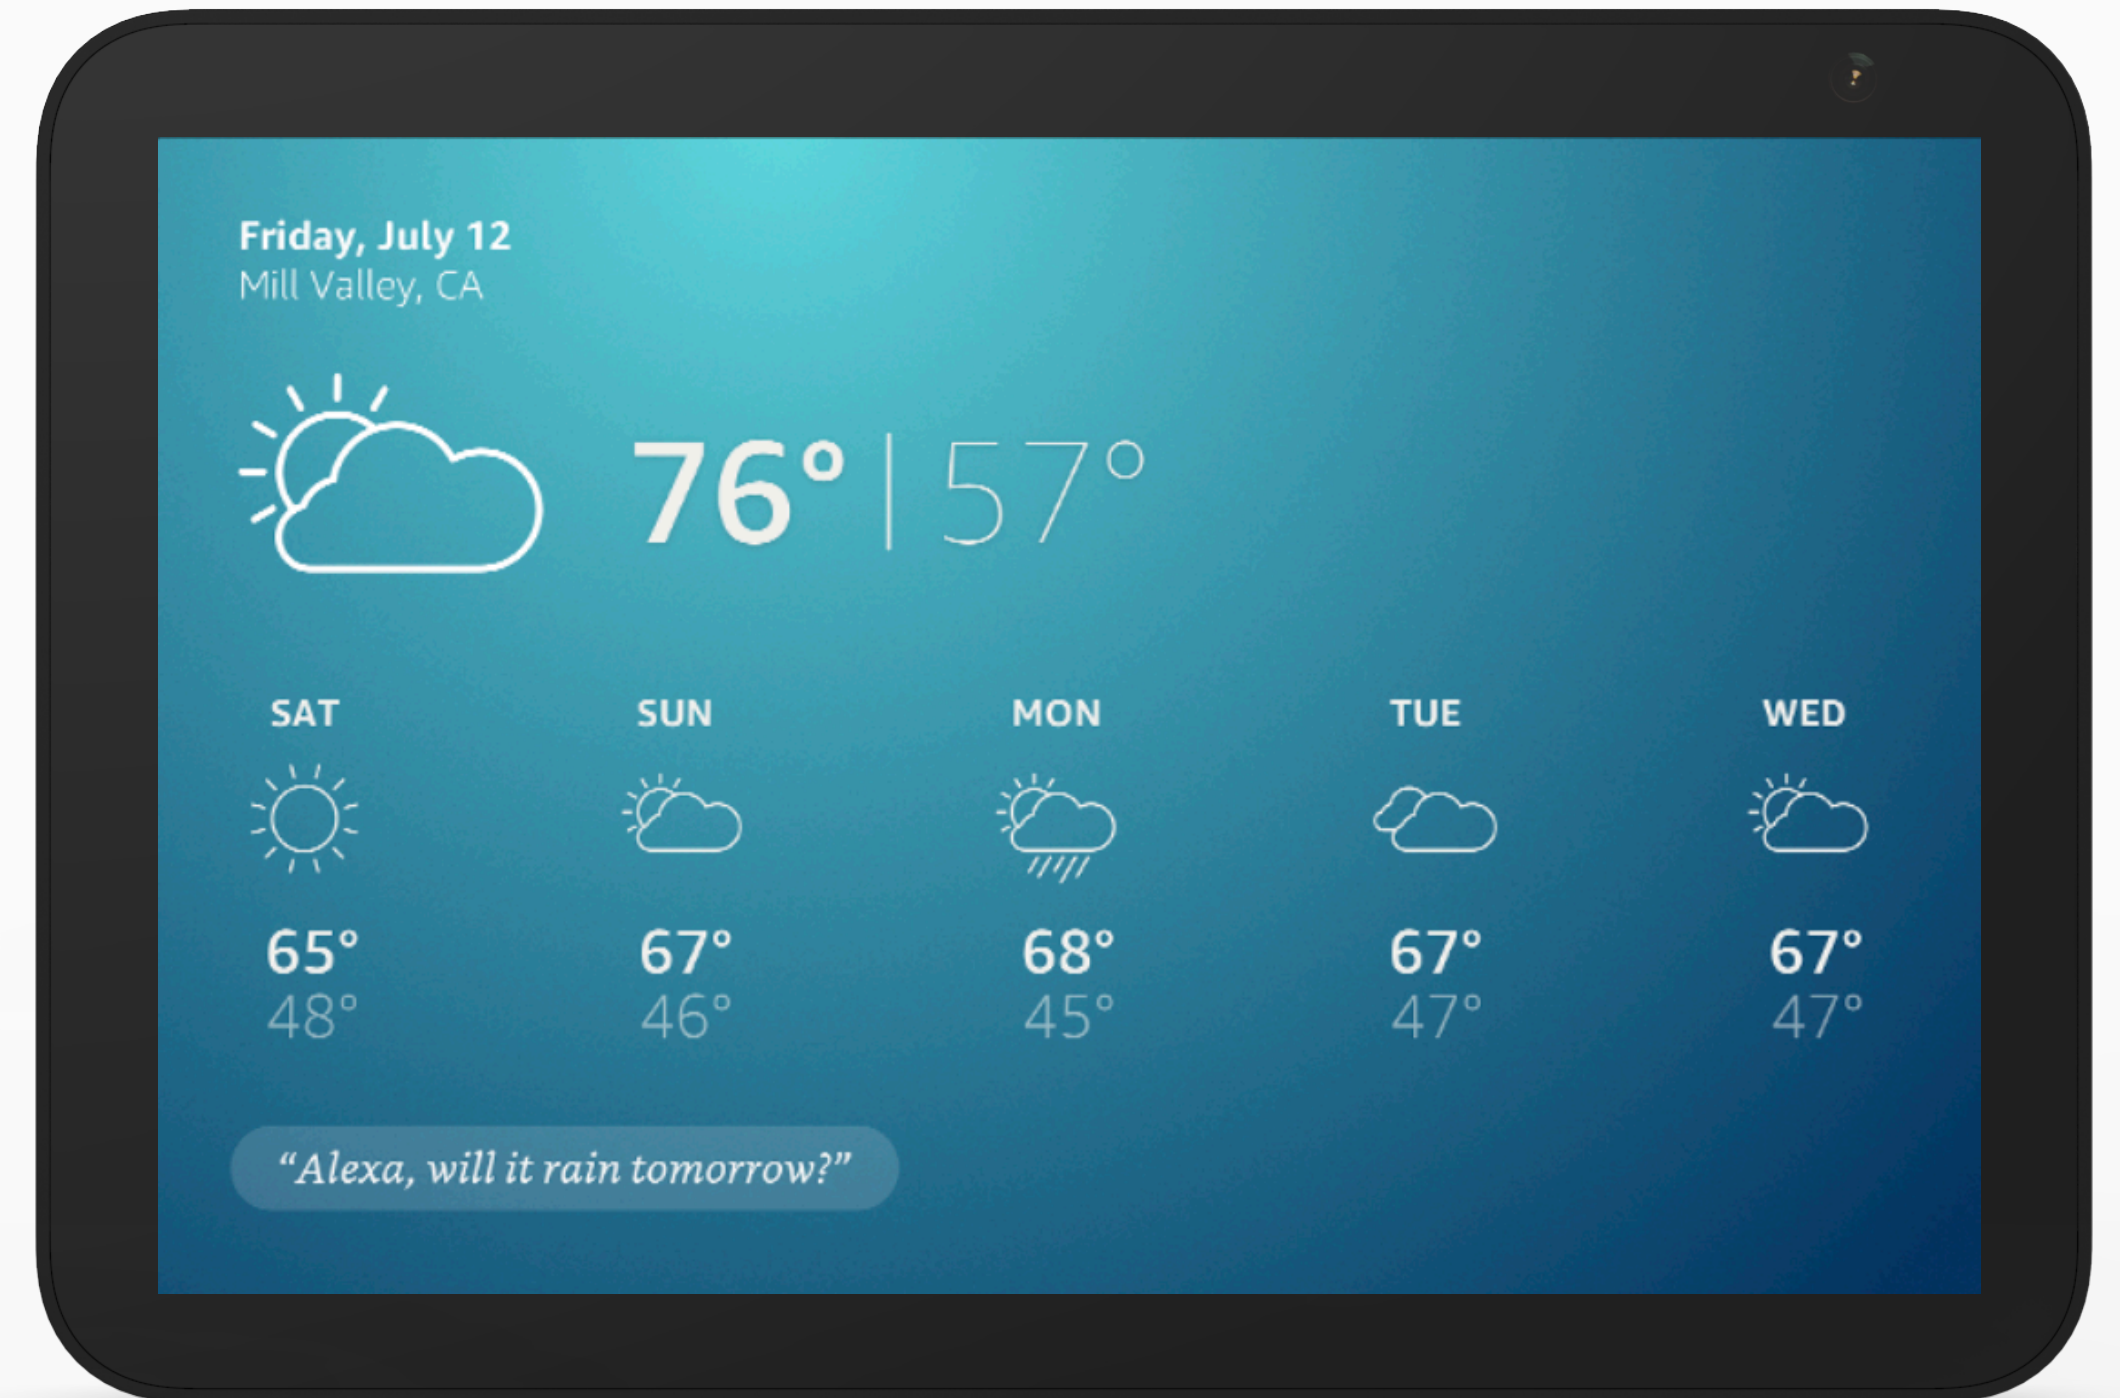 Friday, July 12
Mill Valley, CA
76° | 57°
SAT SUN MON TUE WED
65° 67° 68° 67° 67°
48° 46° 45° 47° 47°
“Alexa, will it rain tomorrow?”